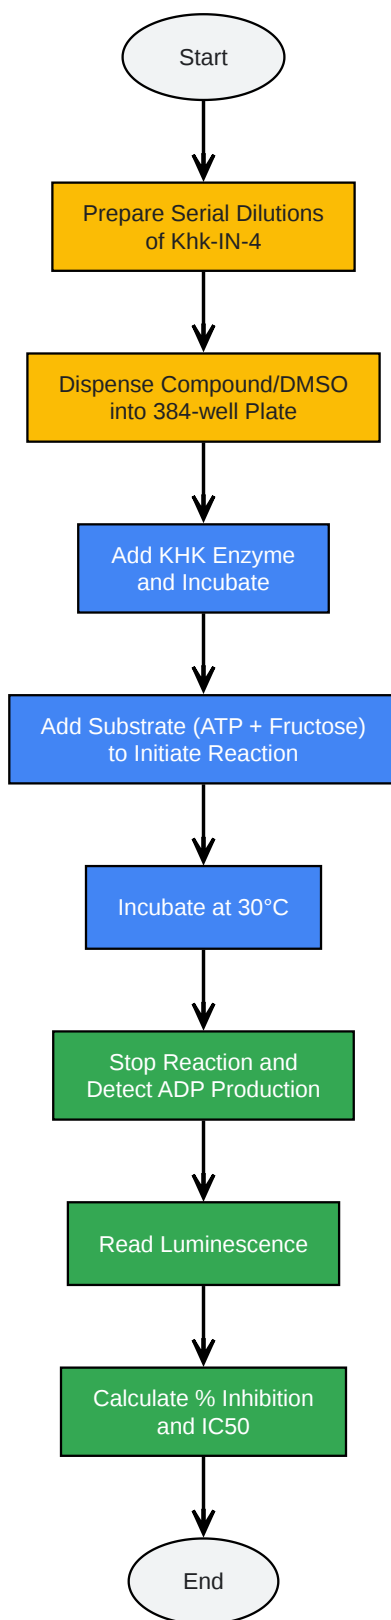 Start
Prepare Serial Dilutions
of Khk-IN-4
Dispense Compound/DMSO
into 384-well Plate
Add KHK Enzyme
and Incubate
Add Substrate (ATP + Fructose)
to Initiate Reaction
Incubate at 30°C
Stop Reaction and
Detect ADP Production
Read Luminescence
Calculate % Inhibition
and IC50
End